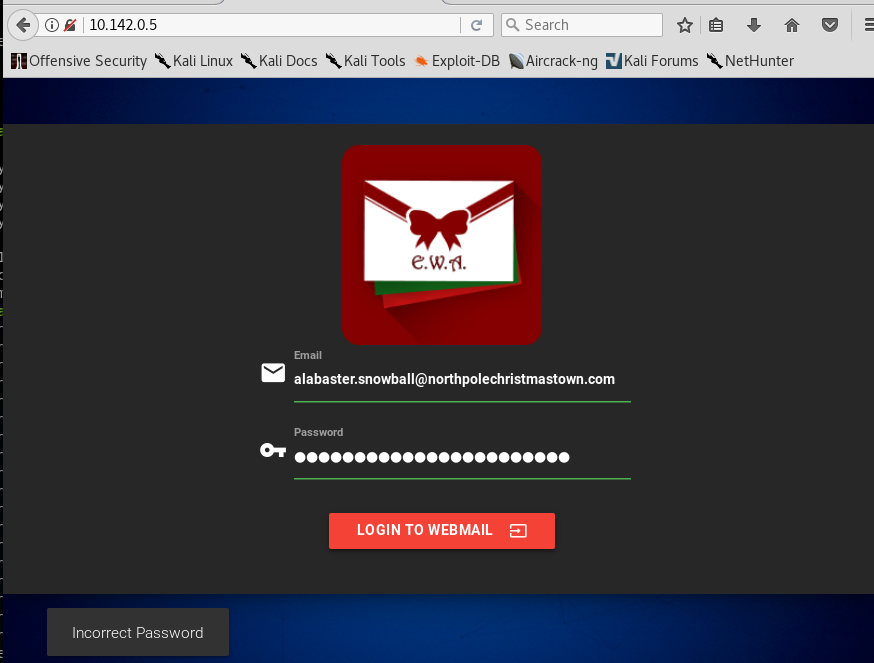 10.142.0.5
Search
Offensive Security Kali Linux Kali Docs Kali Tools Exploit-DB Aircrack-ng Kali Forums NetHunter
E.W.A.
Email
alabaster.snowball@northpolechristmastown.com
Password
LOGIN TO WEBMAIL
Incorrect Password